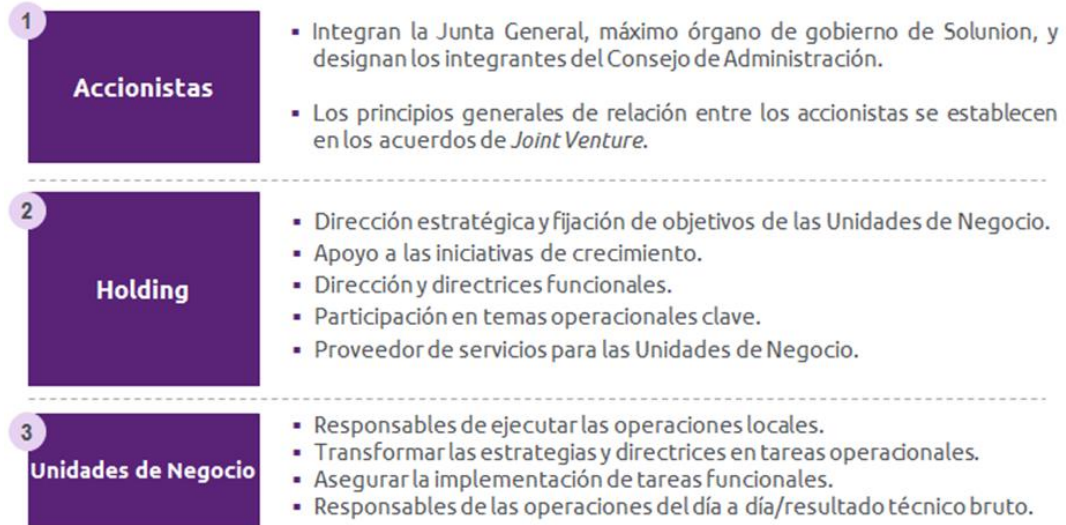 1
Accionistas
▪ Integran la Junta General, máximo órgano de gobierno de Solunion, y
designan los integrantes del Consejo de Administración.
▪ Los principios generales de relación entre los accionistas se establecen
en los acuerdos de Joint Venture.
2
Holding
▪ Dirección estratégica y fijación de objetivos de las Unidades de Negocio.
▪ Apoyo a las iniciativas de crecimiento.
▪ Dirección y directrices funcionales.
▪ Participación en temas operacionales clave.
▪ Proveedor de servicios para las Unidades de Negocio.
3
Unidades de Negocio
▪ Responsables de ejecutar las operaciones locales.
▪ Transformar las estrategias y directrices en tareas operacionales.
▪ Asegurar la implementación de tareas funcionales.
▪ Responsables de las operaciones del día a día/resultado técnico bruto.